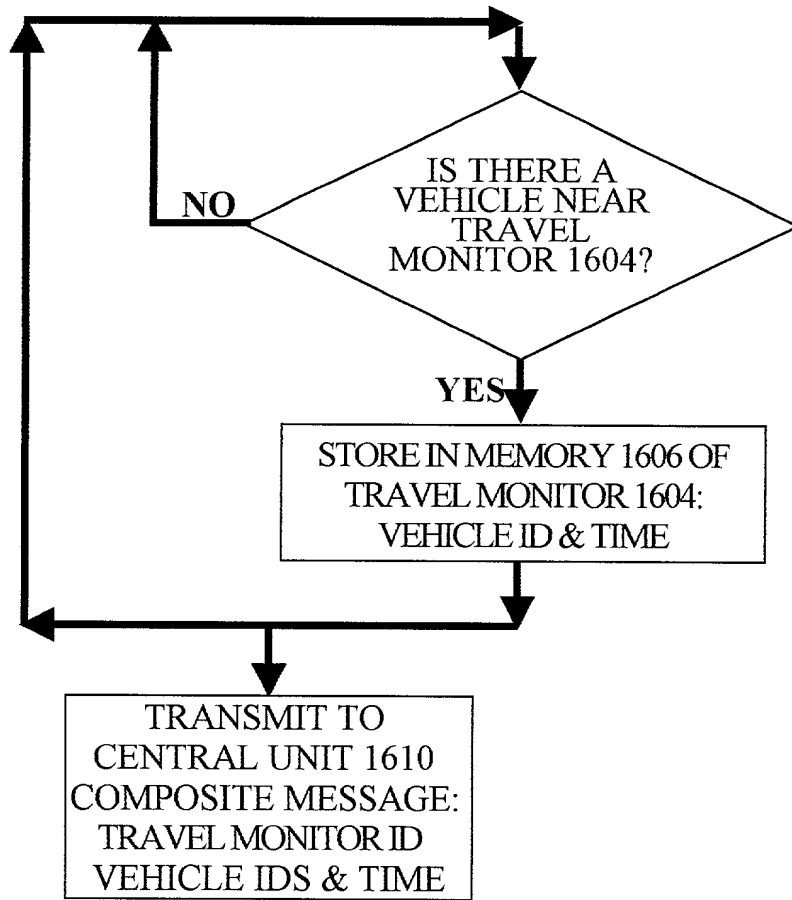 IS THERE A
VEHICLE NEAR
TRAVEL
MONITOR 1604?
NO
YES
STORE IN MEMORY 1606 OF
TRAVEL MONITOR 1604:
VEHICLE ID & TIME
TRANSMIT TO
CENTRAL UNIT 1610
COMPOSITE MESSAGE:
TRAVEL MONITOR ID
VEHICLE IDS & TIME